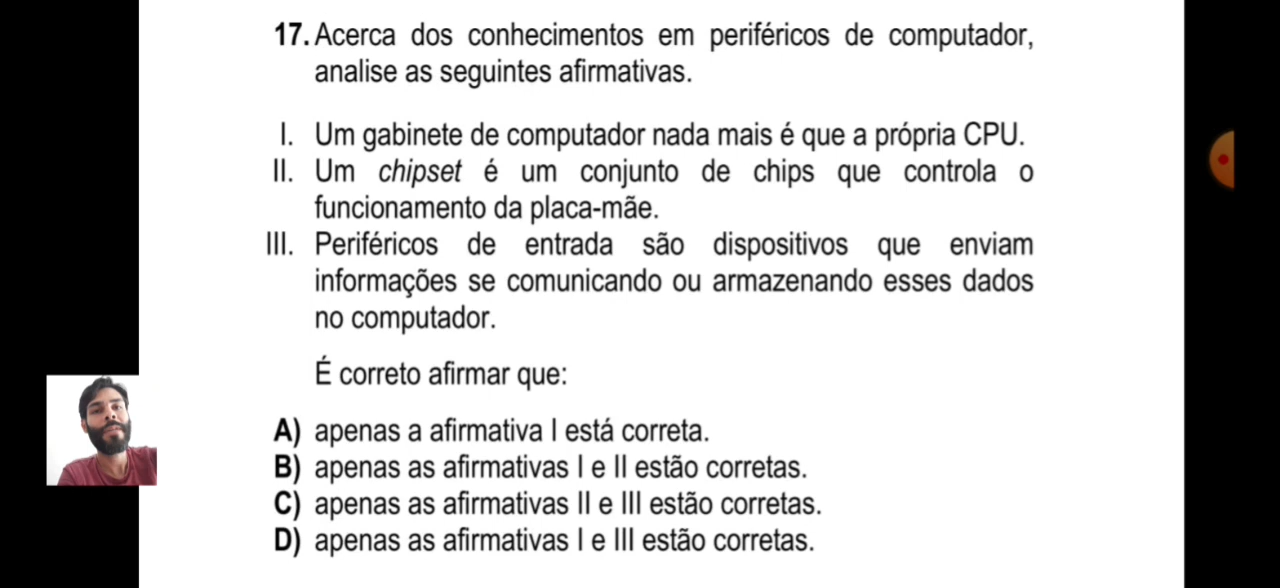 17. Acerca dos conhecimentos em periféricos de computador,
analise as seguintes afirmativas.
I. Um gabinete de computador nada mais é que a própria CPU.
II. Um chipset é um conjunto de chips que controla o
funcionamento da placa-mãe.
III. Periféricos de entrada são dispositivos que enviam
informações se comunicando ou armazenando esses dados
no computador.
É correto afirmar que:
A) apenas a afirmativa I está correta.
B) apenas as afirmativas I e II estão corretas.
C) apenas as afirmativas II e III estão corretas.
D) apenas as afirmativas I e III estão corretas.